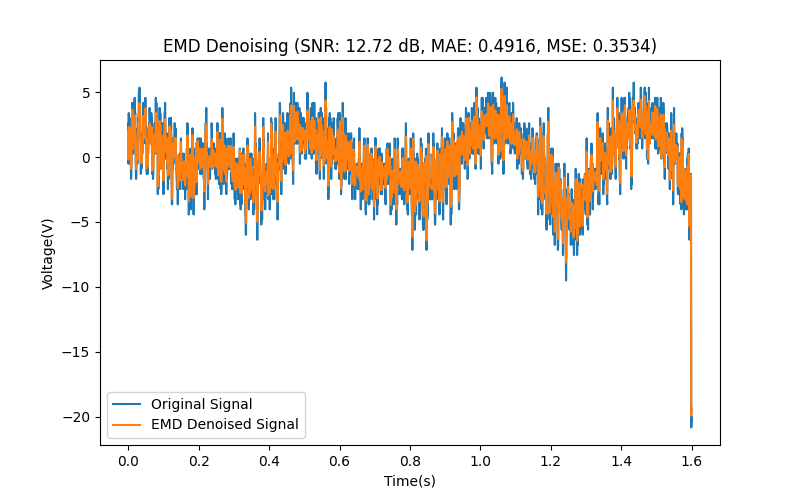 EMD Denoising (SNR: 12.72 dB, MAE: 0.4916, MSE: 0.3534)
5
0
−5
−10
−15
−20
Voltage(V)
Original Signal
EMD Denoised Signal
0.0 0.2 0.4 0.6 0.8 1.0 1.2 1.4 1.6
Time(s)